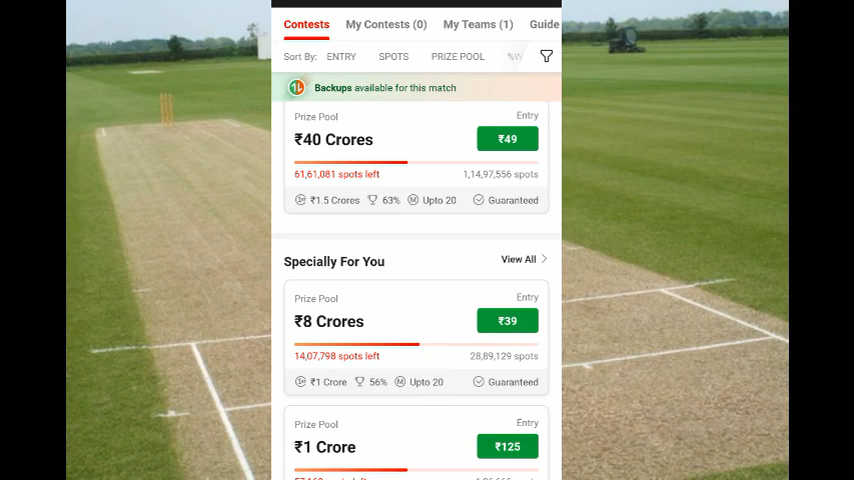 Contests My Contests (0) My Teams (1) Guide
Sort By: ENTRY SPOTS PRIZE POOL
Backups available for this match
Prize Pool Entry
₹40 Crores ₹49
61,61,081 spots left 1,14,97,556 spots
₹1.5 Crores 63% Upto 20 Guaranteed
Specially For You View All
Prize Pool Entry
₹8 Crores ₹39
14,07,798 spots left 28,89,129 spots
₹1 Crore 56% Upto 20 Guaranteed
Prize Pool Entry
₹1 Crore ₹125